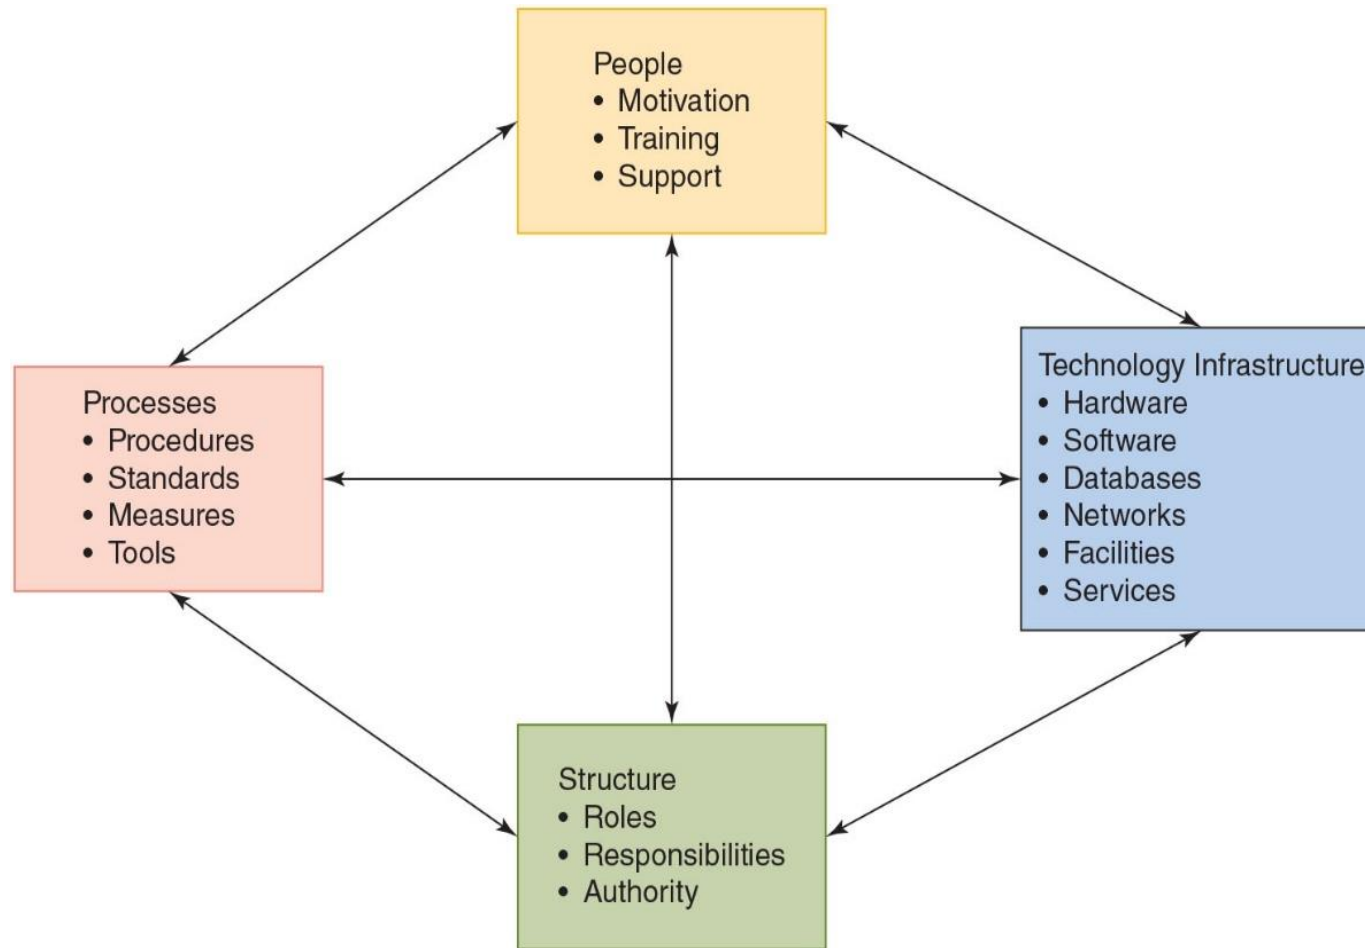 People
• Motivation
• Training
• Support
Processes
• Procedures
• Standards
• Measures
• Tools
Technology Infrastructure
• Hardware
• Software
• Databases
• Networks
• Facilities
• Services
Structure
• Roles
• Responsibilities
• Authority